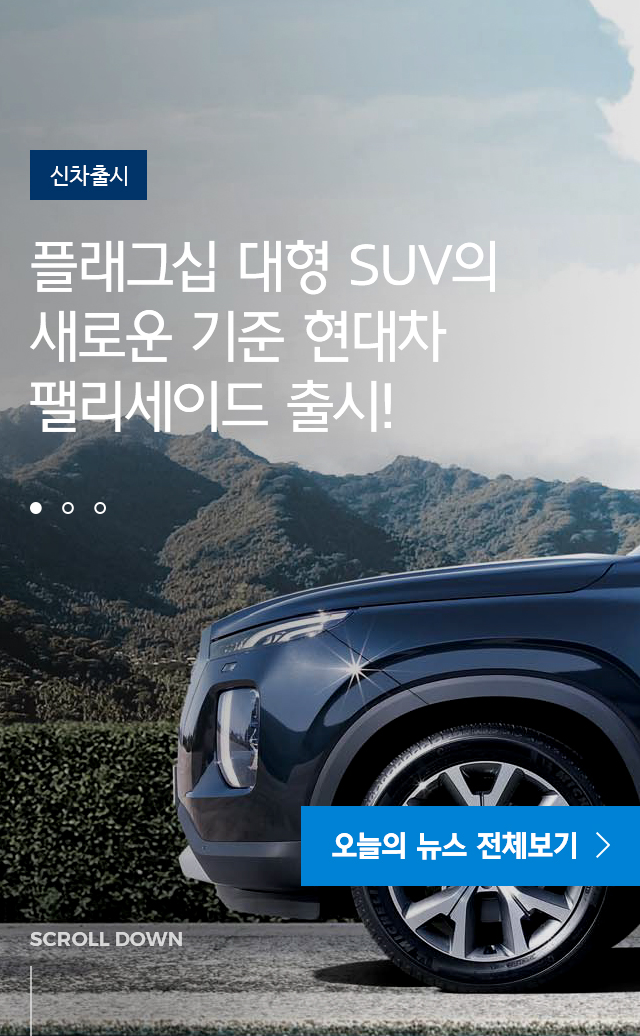 신차출시
플래그십 대형 SUV의
새로운 기준 현대차
팰리세이드 출시!
오늘의 뉴스 전체보기
SCROLL DOWN